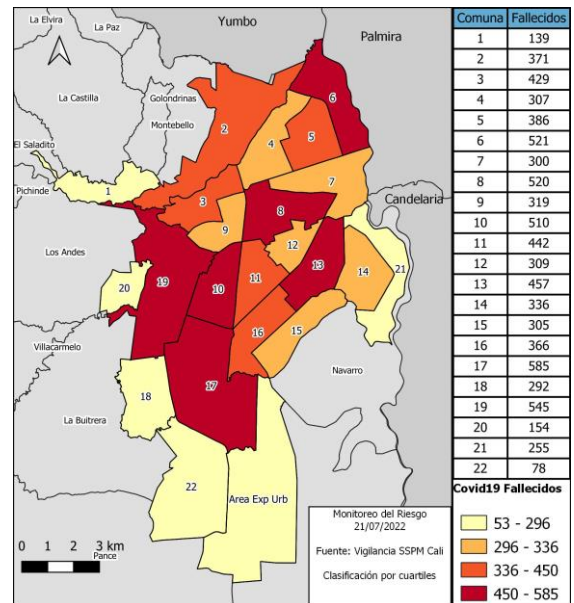 La Elvira
La Paz
Yumbo
Palmira
La Castilla
Golondrinas
Montebello
El Saladito
Pichinde
Candelaria
Los Andes
Villacarmelo
La Buitrera
Navarro
Pance
Area Exp Urb
1
2
3
4
5
6
7
8
9
10
11
12
13
14
15
16
17
18
19
20
21
22
0 1 2 3 km
Monitoreo del Riesgo
21/07/2022
Fuente: Vigilancia SSPM Cali
Clasificación por cuartiles
Comuna Fallecidos
1 139
2 371
3 429
4 307
5 386
6 521
7 300
8 520
9 319
10 510
11 442
12 309
13 457
14 336
15 305
16 366
17 585
18 292
19 545
20 154
21 255
22 78
Covid19 Fallecidos
53 - 296
296 - 336
336 - 450
450 - 585